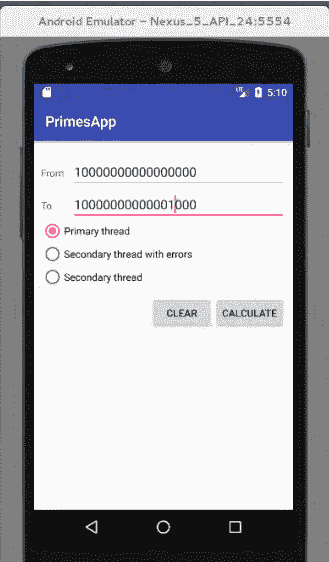 Android Emulator - Nexus_5_API_24:5554
LTE 5:10
PrimesApp
From 10000000000000000
To 10000000000001000
Primary thread
Secondary thread with errors
Secondary thread
CLEAR CALCULATE